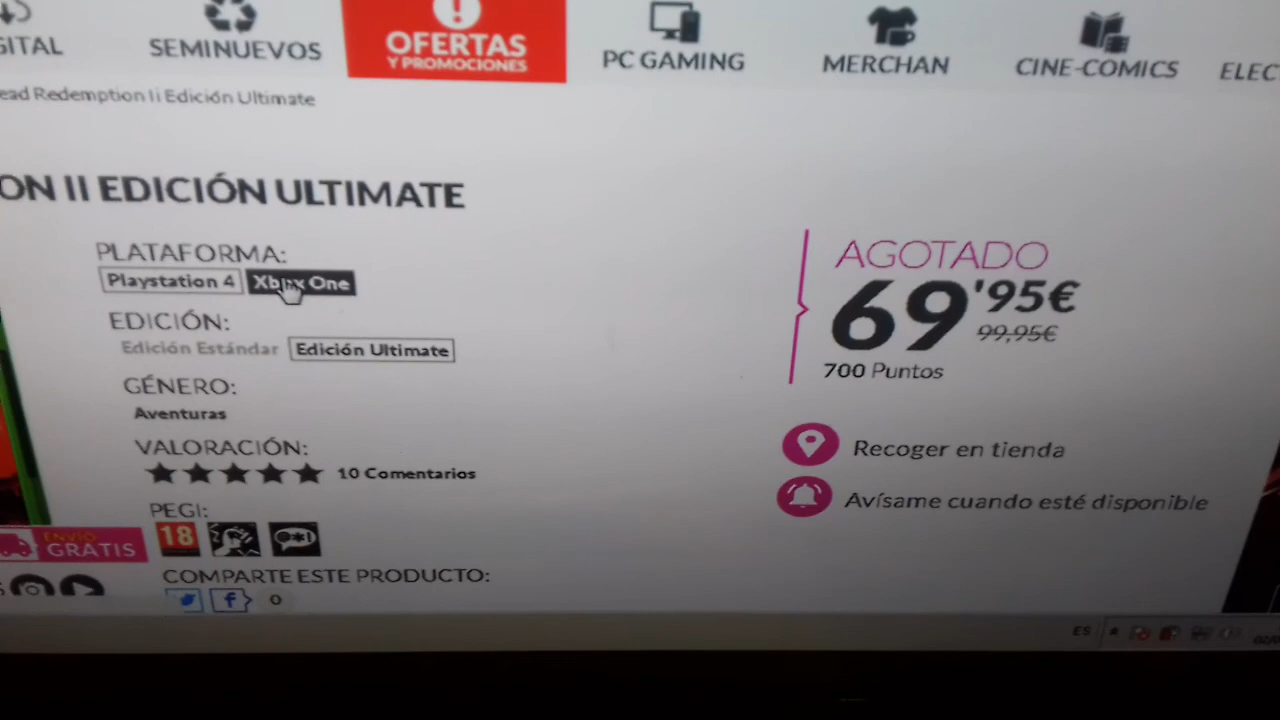 GITAL
SEMINUEVOS
OFERTAS
Y PROMOCIONES
PC GAMING
MERCHAN
CINE-COMICS
ELEC
ead Redemption Ii Edición Ultimate
ON II EDICIÓN ULTIMATE
PLATAFORMA:
Playstation 4 Xbox One
EDICIÓN:
Edición Estándar Edición Ultimate
GÉNERO:
Aventuras
VALORACIÓN:
10 Comentarios
PEGI:
18
ENVÍO
GRATIS
COMPARTE ESTE PRODUCTO:
0
AGOTADO
69'95€
99,95€
700 Puntos
Recoger en tienda
Avísame cuando esté disponible
ES